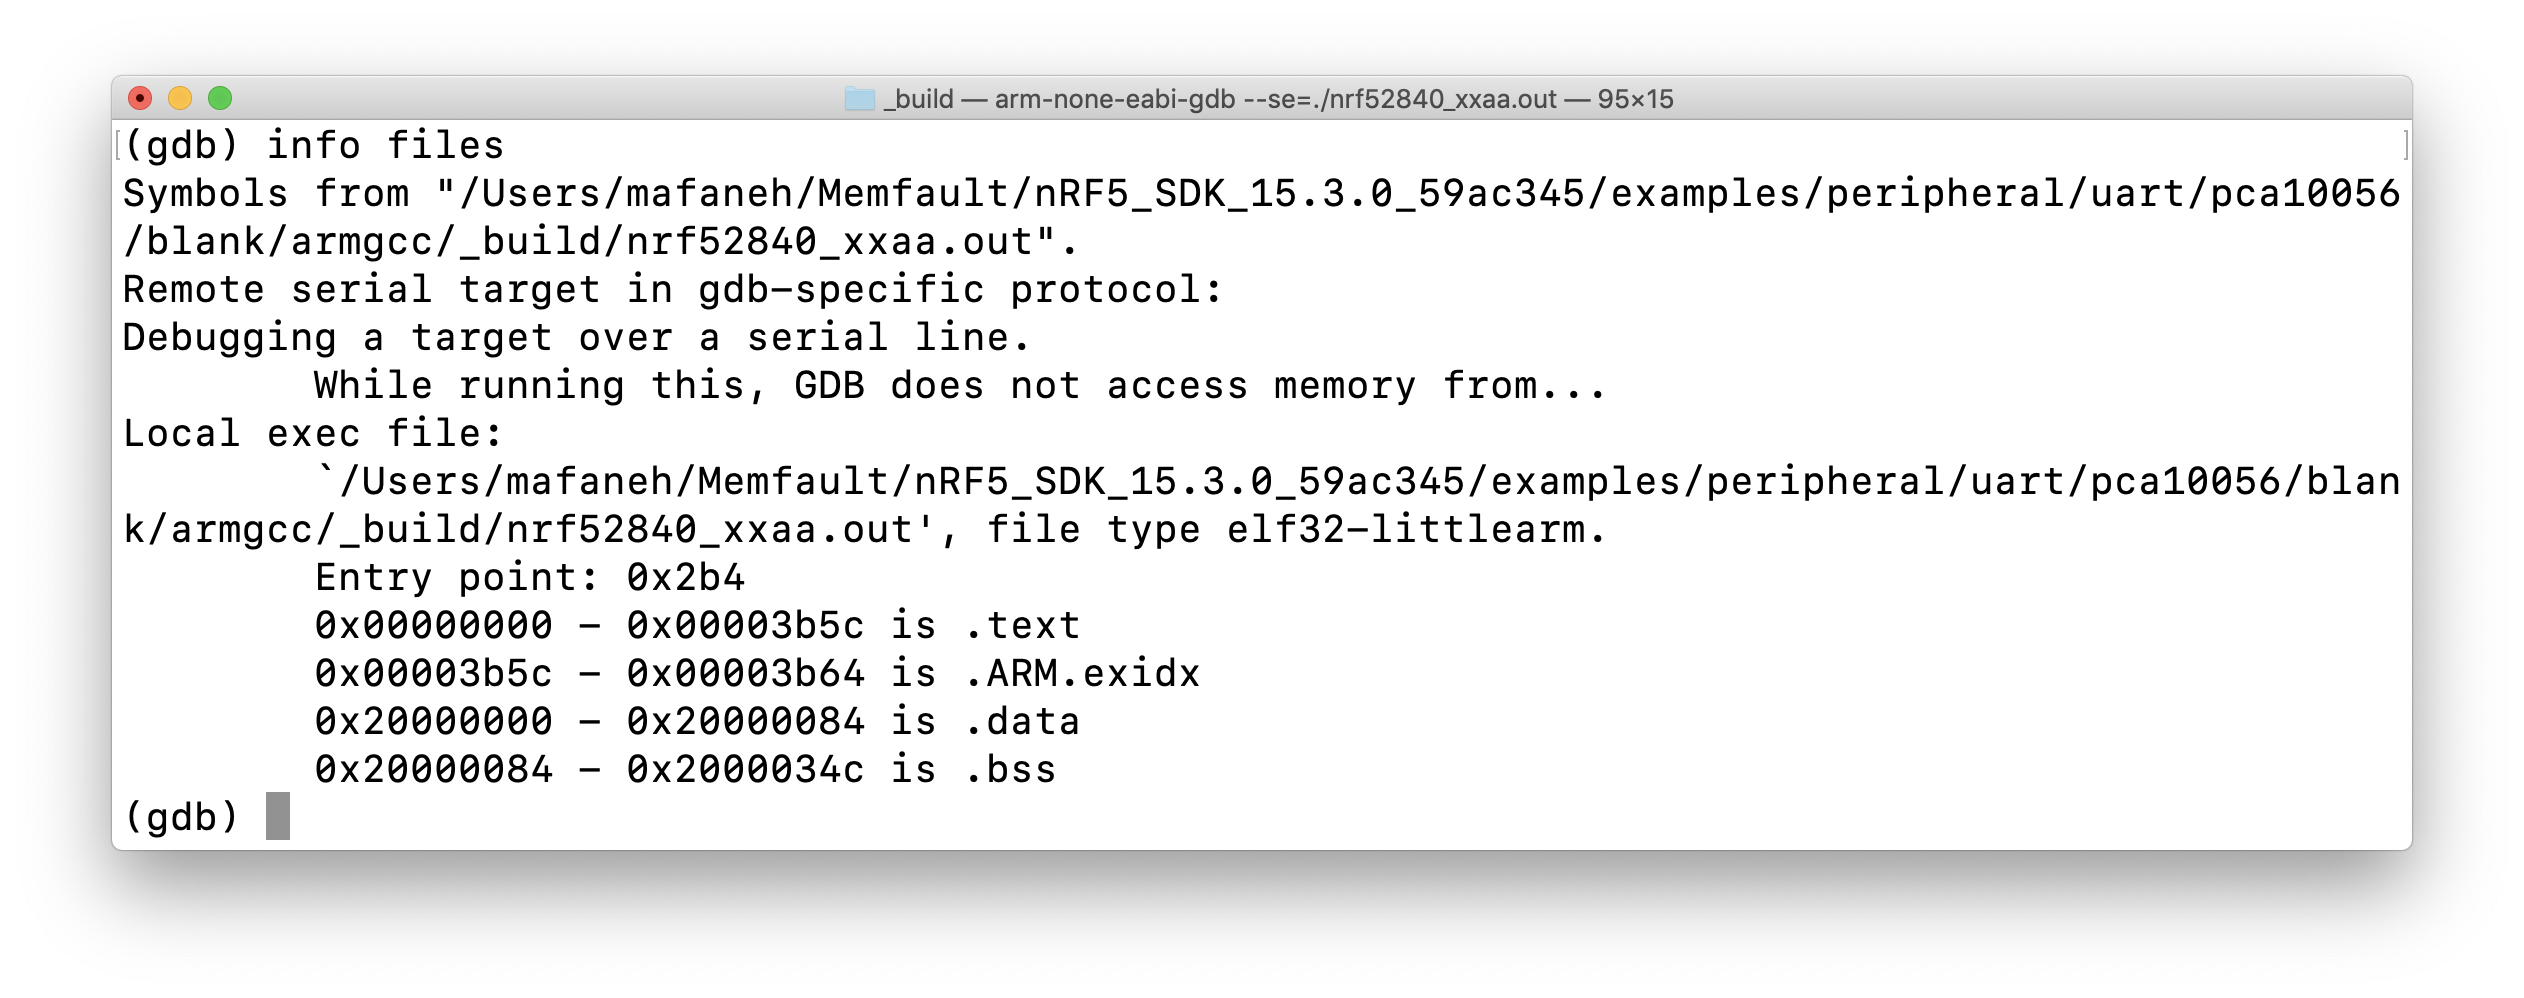 _build — arm-none-eabi-gdb --se=./nrf52840_xxaa.out — 95×15
[(gdb) info files ]
Symbols from "/Users/mafaneh/Memfault/nRF5_SDK_15.3.0_59ac345/examples/peripheral/uart/pca10056
/blank/armgcc/_build/nrf52840_xxaa.out".
Remote serial target in gdb-specific protocol:
Debugging a target over a serial line.
        While running this, GDB does not access memory from...
Local exec file:
        `/Users/mafaneh/Memfault/nRF5_SDK_15.3.0_59ac345/examples/peripheral/uart/pca10056/blan
k/armgcc/_build/nrf52840_xxaa.out', file type elf32-littlearm.
        Entry point: 0x2b4
        0x00000000 - 0x00003b5c is .text
        0x00003b5c - 0x00003b64 is .ARM.exidx
        0x20000000 - 0x20000084 is .data
        0x20000084 - 0x2000034c is .bss
(gdb)